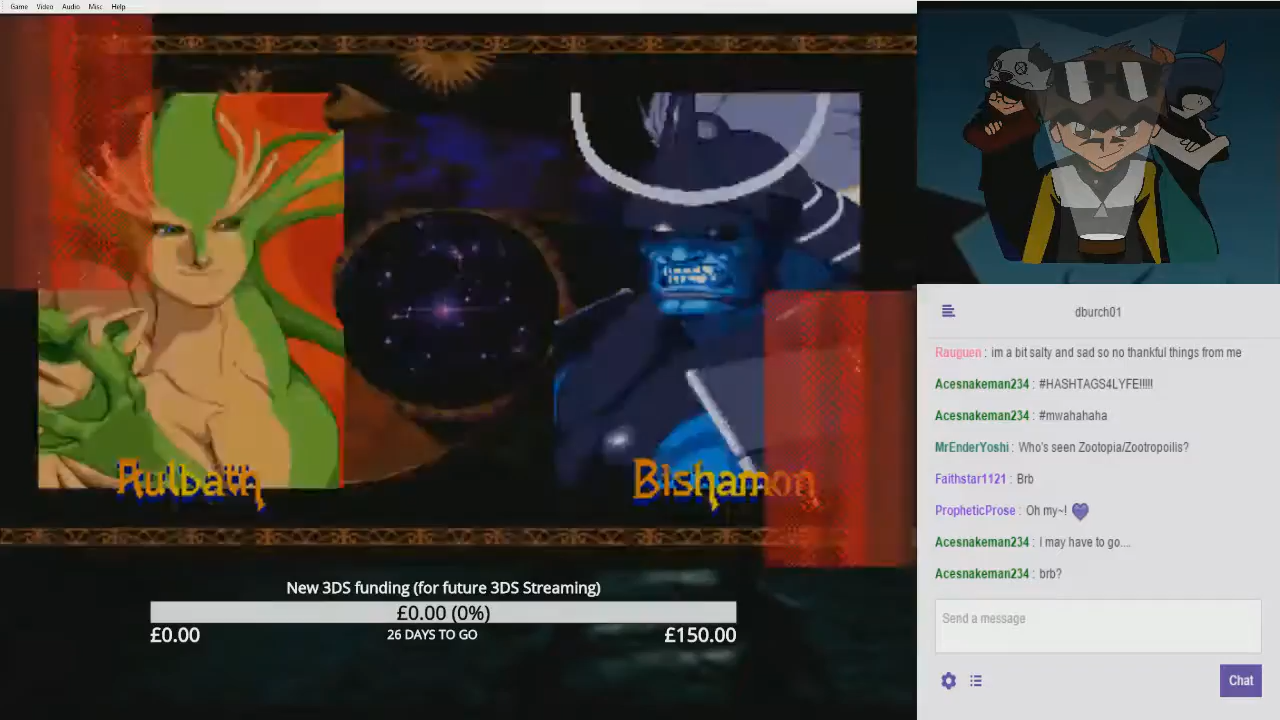 Game Video Audio Misc Help
Aulbath
Bishamon
New 3DS funding (for future 3DS Streaming)
£0.00 (0%)
£0.00 26 DAYS TO GO £150.00
dburch01
Rauguen : im a bit salty and sad so no thankful things from me
Acesnakeman234 : #HASHTAGS4LYFE!!!!!
Acesnakeman234 : #mwahahaha
MrEnderYoshi : Who's seen Zootopia/Zootropoilis?
Faithstar1121 : Brb
PropheticProse : Oh my~! 💜
Acesnakeman234 : i may have to go....
Acesnakeman234 : brb?
Send a message
Chat